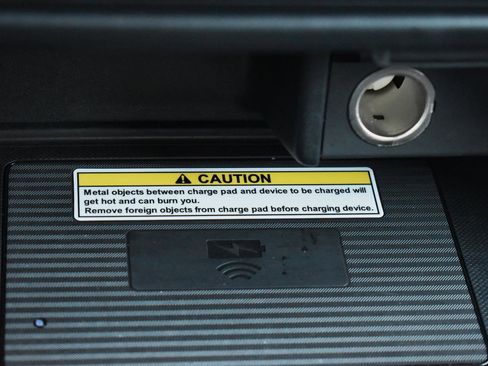 CAUTION
Metal objects between charge pad and device to be charged will
get hot and can burn you.
Remove foreign objects from charge pad before charging device.